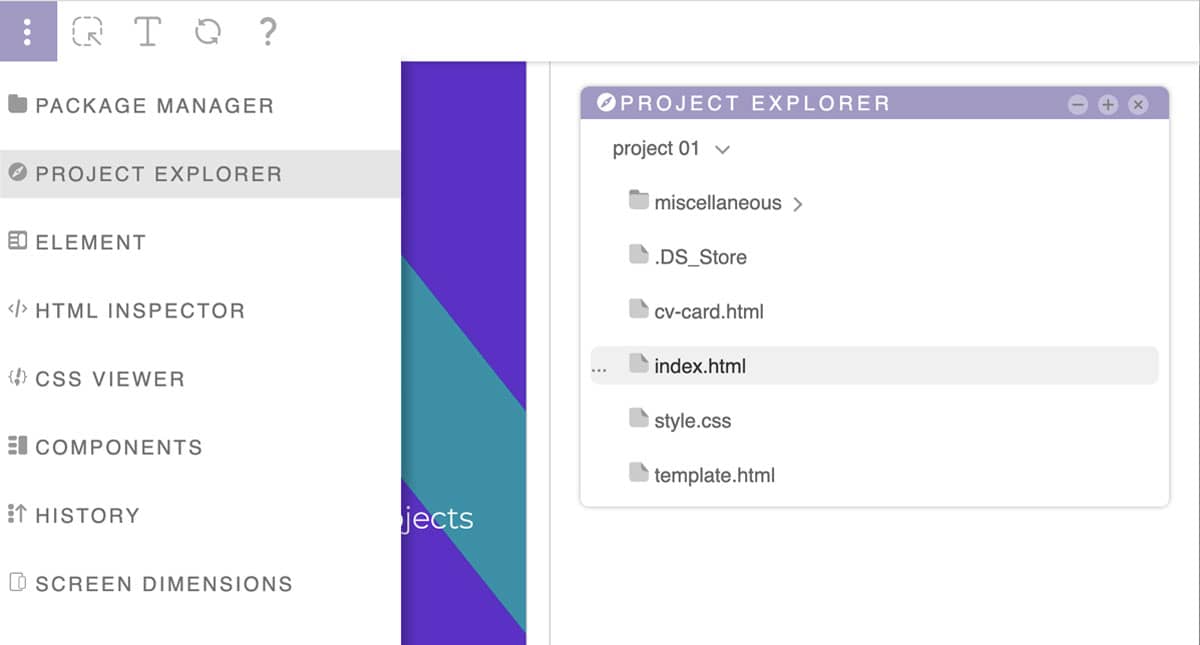 PACKAGE MANAGER
PROJECT EXPLORER
ELEMENT
HTML INSPECTOR
CSS VIEWER
COMPONENTS
HISTORY
SCREEN DIMENSIONS
jects
PROJECT EXPLORER
project 01
miscellaneous
.DS_Store
cv-card.html
... index.html
style.css
template.html